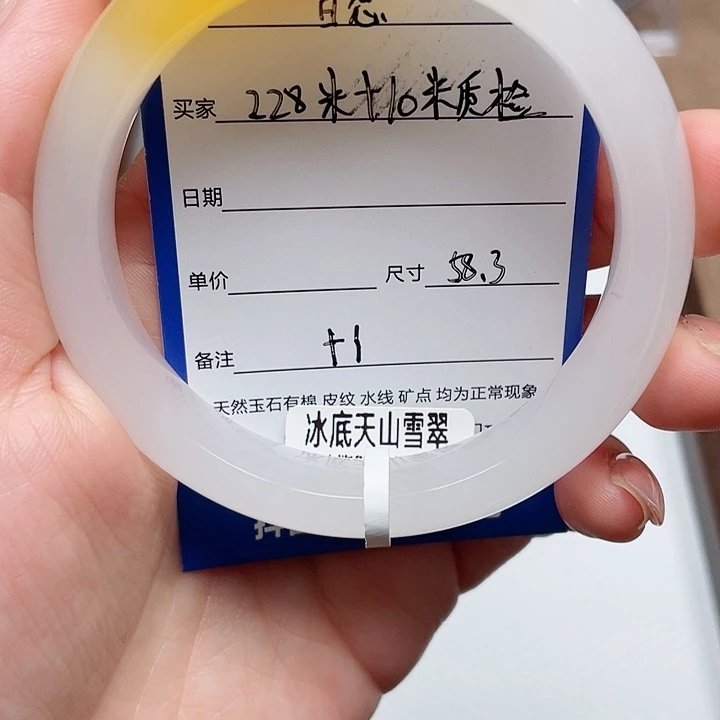 买家 228米+10米质检
日期
单价 尺寸 58.3
备注 +1
天然玉石有棉 皮纹 水线 矿点 均为正常现象
冰底天山雪翠